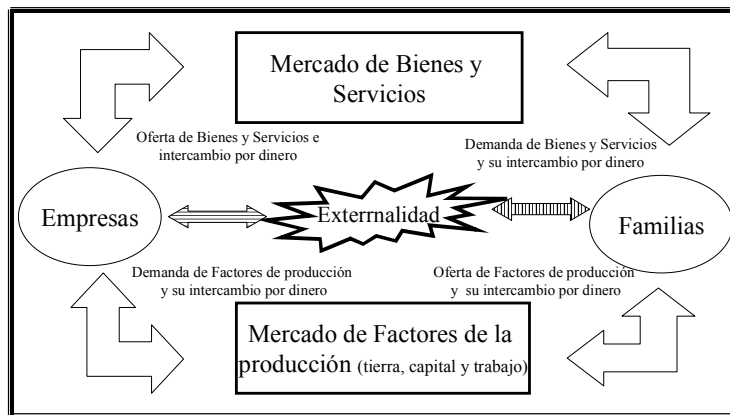 Mercado de Bienes y
Servicios
Oferta de Bienes y Servicios e
intercambio por dinero
Demanda de Bienes y Servicios
y su intercambio por dinero
Empresas
Exterrnalidad
Familias
Demanda de Factores de producción
y su intercambio por dinero
Oferta de Factores de producción
y su intercambio por dinero
Mercado de Factores de la
producción (tierra, capital y trabajo)